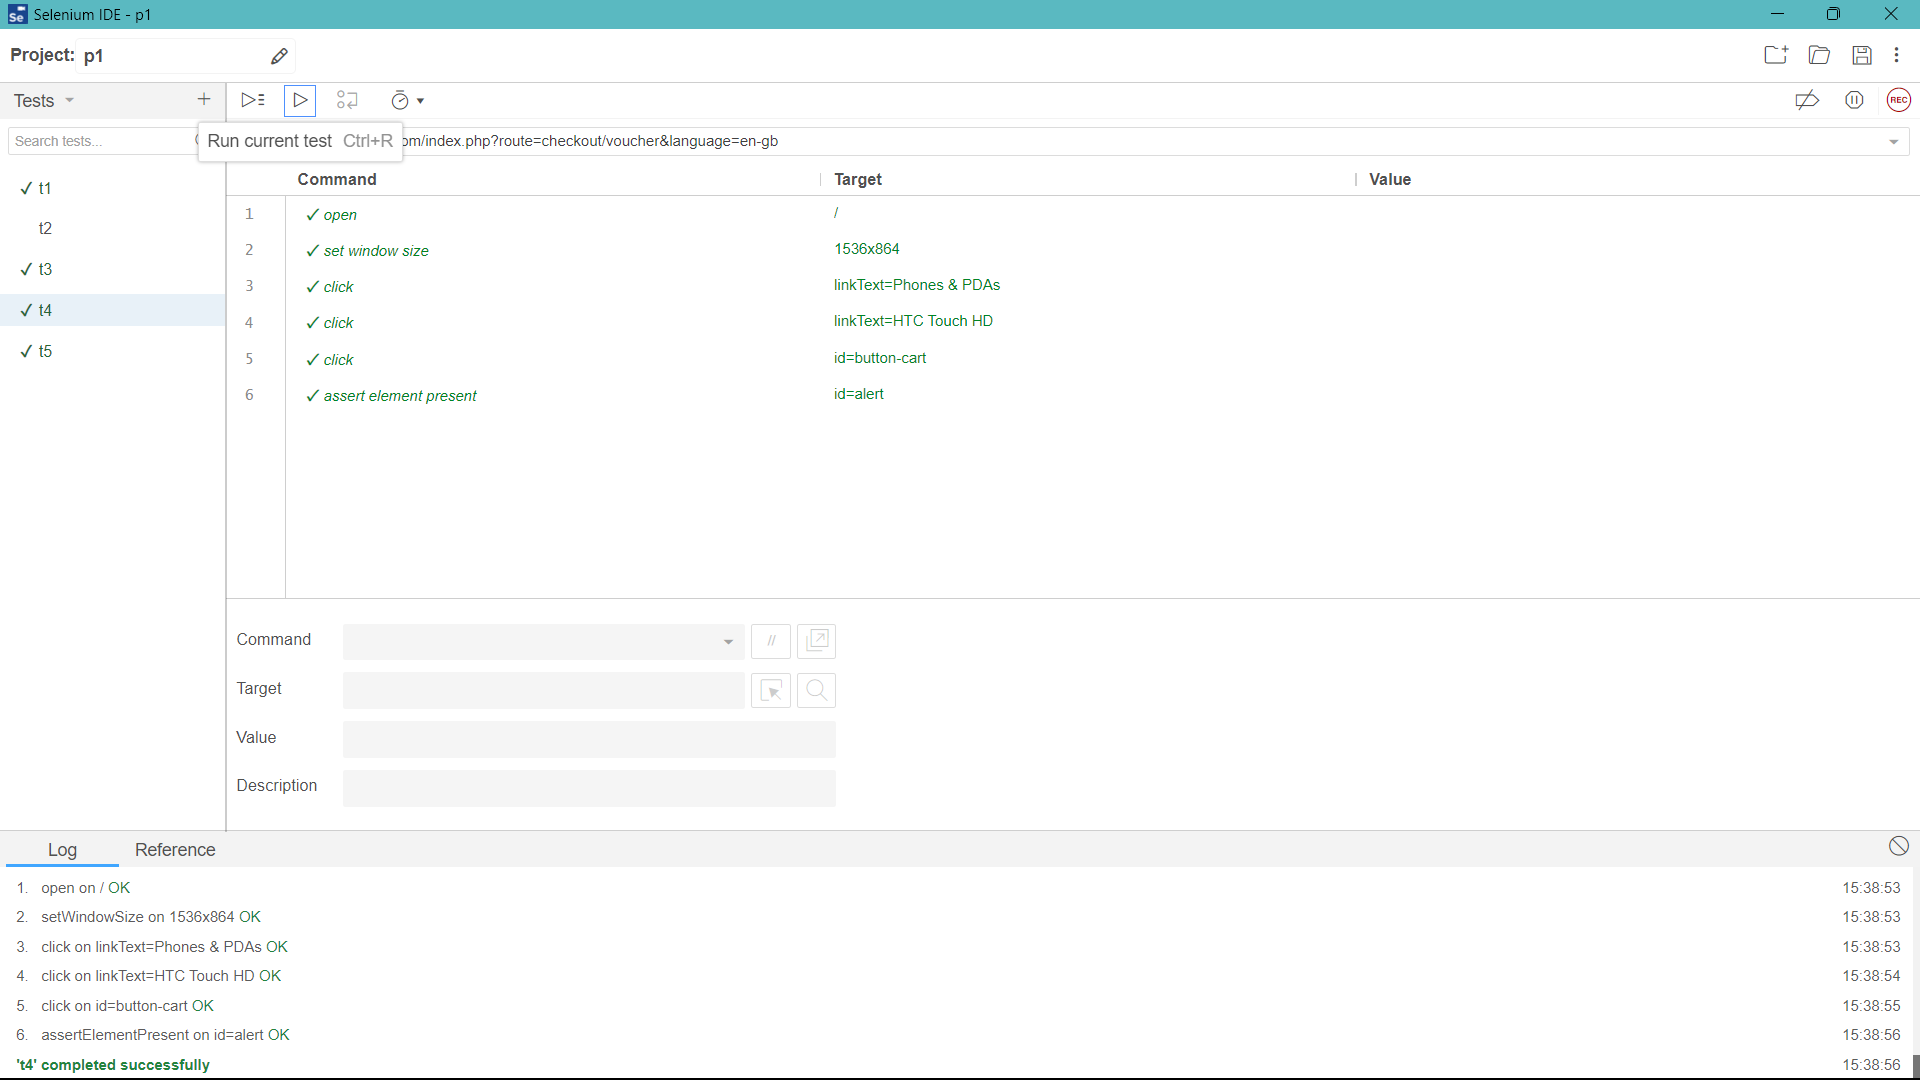 Selenium IDE - p1
Project: p1
Tests
Search tests...
Run current test Ctrl+R
om/index.php?route=checkout/voucher&language=en-gb
REC
t1
t2
t3
t4
t5
Command Target Value
1 ✓ open /
2 ✓ set window size 1536x864
3 ✓ click linkText=Phones & PDAs
4 ✓ click linkText=HTC Touch HD
5 ✓ click id=button-cart
6 ✓ assert element present id=alert
Command //
Target
Value
Description
Log Reference
1. open on / OK 15:38:53
2. setWindowSize on 1536x864 OK 15:38:53
3. click on linkText=Phones & PDAs OK 15:38:53
4. click on linkText=HTC Touch HD OK 15:38:54
5. click on id=button-cart OK 15:38:55
6. assertElementPresent on id=alert OK 15:38:56
't4' completed successfully 15:38:56